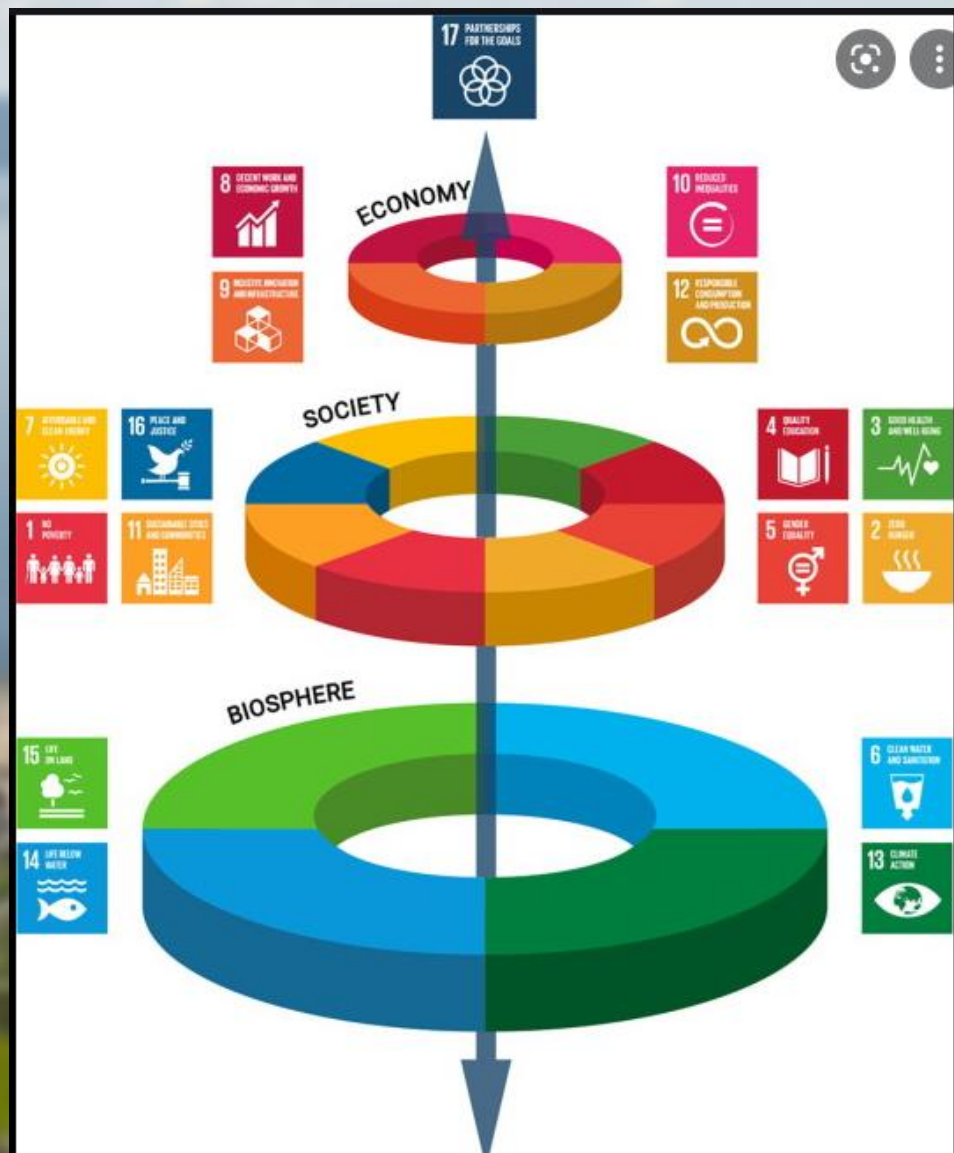 17 PARTNERSHIPS
FOR THE GOALS
8 DECENT WORK AND
ECONOMIC GROWTH
ECONOMY
10 REDUCED
INEQUALITIES
9 INDUSTRY, INNOVATION
AND INFRASTRUCTURE
12 RESPONSIBLE
CONSUMPTION
AND PRODUCTION
SOCIETY
7 AFFORDABLE AND
CLEAN ENERGY
16 PEACE AND
JUSTICE
4 QUALITY
EDUCATION
3 GOOD HEALTH
AND WELL-BEING
1 NO
POVERTY
11 SUSTAINABLE CITIES
AND COMMUNITIES
5 GENDER
EQUALITY
2 ZERO
HUNGER
BIOSPHERE
15 LIFE
ON LAND
6 CLEAN WATER
AND SANITATION
14 LIFE BELOW
WATER
13 CLIMATE
ACTION